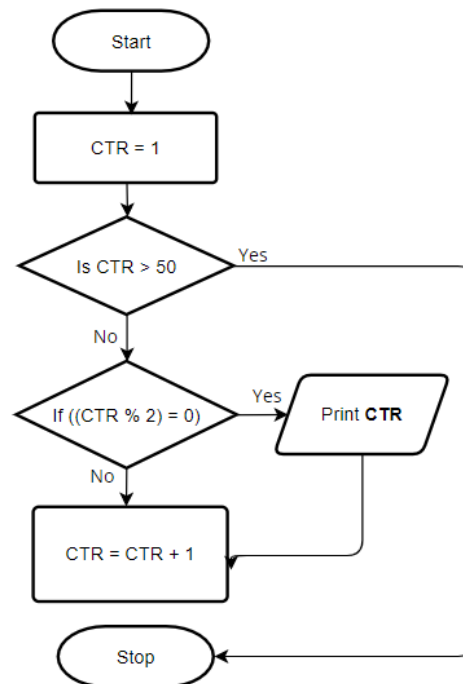 Start
CTR = 1
Is CTR > 50
Yes
No
If ((CTR % 2) = 0)
Yes
Print CTR
No
CTR = CTR + 1
Stop